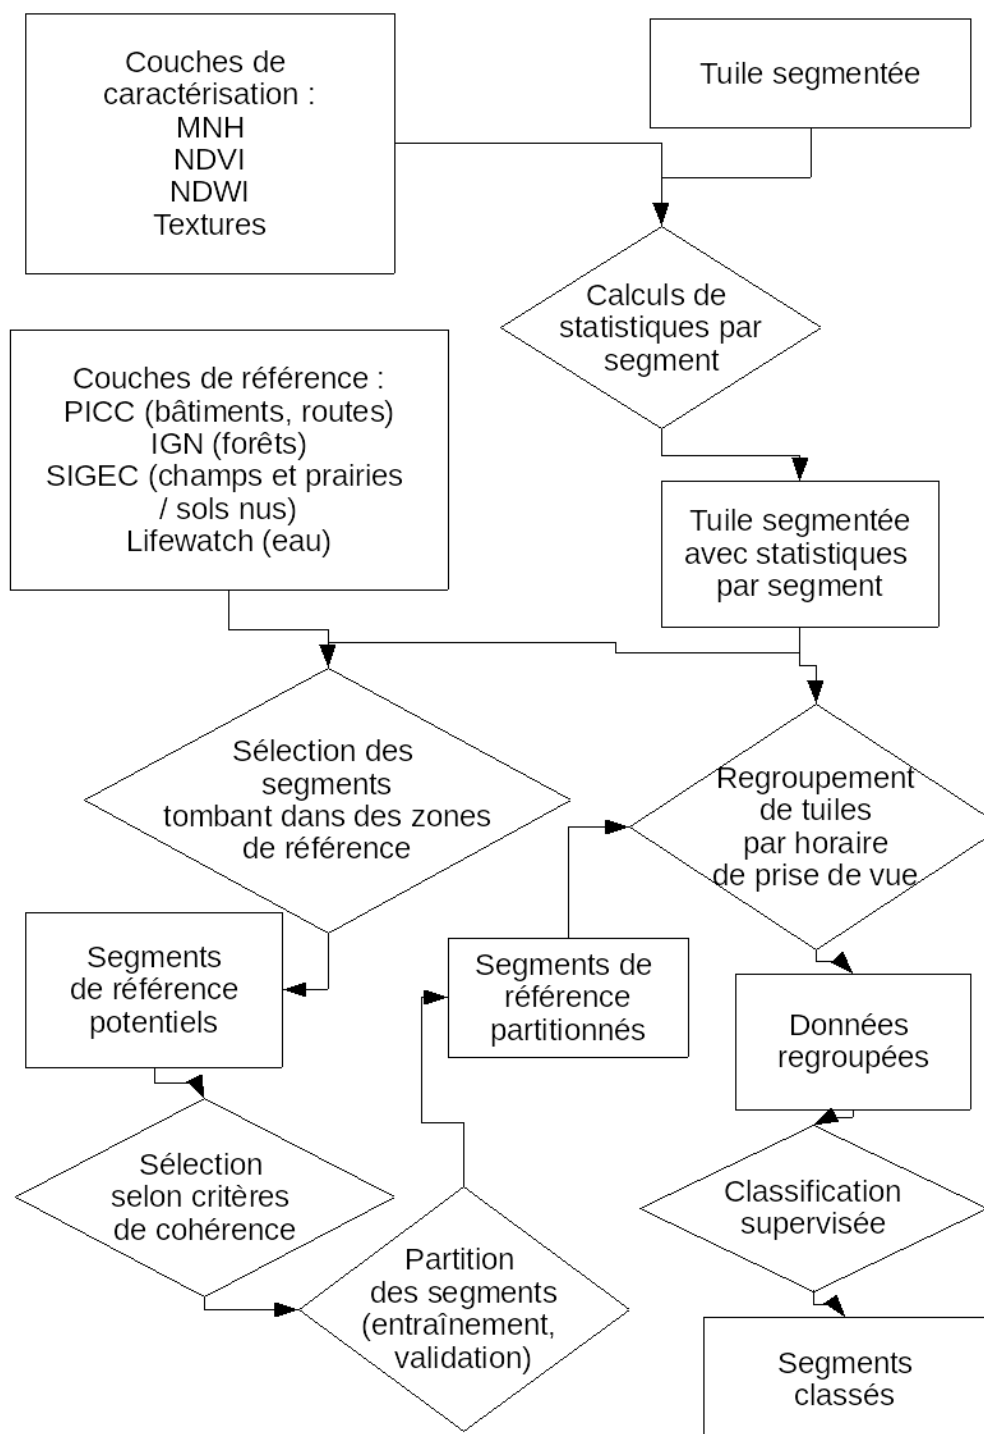 Couches de
caractérisation :
MNH
NDVI
NDWI
Textures
Tuile segmentée
Calculs de
statistiques par
segment
Couches de référence :
PICC (bâtiments, routes)
IGN (forêts)
SIGEC (champs et prairies
/ sols nus)
Lifewatch (eau)
Tuile segmentée
avec statistiques
par segment
Sélection des
segments
tombant dans des zones
de référence
Regroupement
de tuiles
par horaire
de prise de vue
Segments
de référence
potentiels
Segments de
référence
partitionnés
Données
regroupées
Sélection
selon critères
de cohérence
Partition
des segments
(entraînement,
validation)
Classification
supervisée
Segments
classés